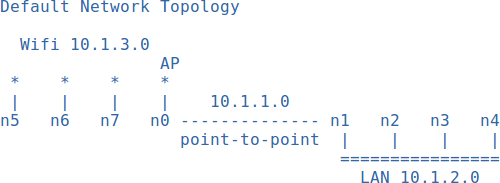 Default Network Topology
Wifi 10.1.3.0
AP
* * * *
| | | | 10.1.1.0
n5 n6 n7 n0 -------------- n1 n2 n3 n4
point-to-point | | | |
================
LAN 10.1.2.0